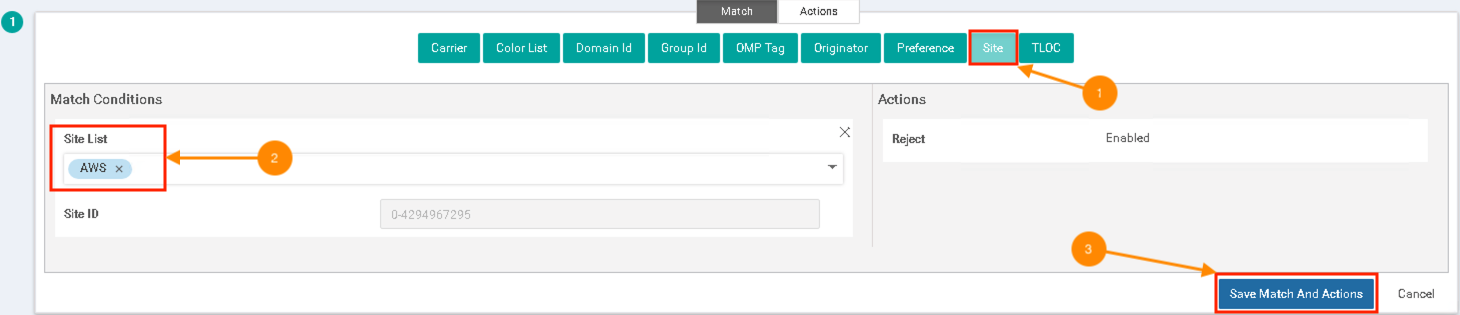 Match Actions
1
Carrier Color List Domain Id Group Id OMP Tag Originator Preference Site TLOC
1
Match Conditions
Actions
Site List
Reject Enabled
AWS ×
2
Site ID 0-4294967295
3
Save Match And Actions Cancel